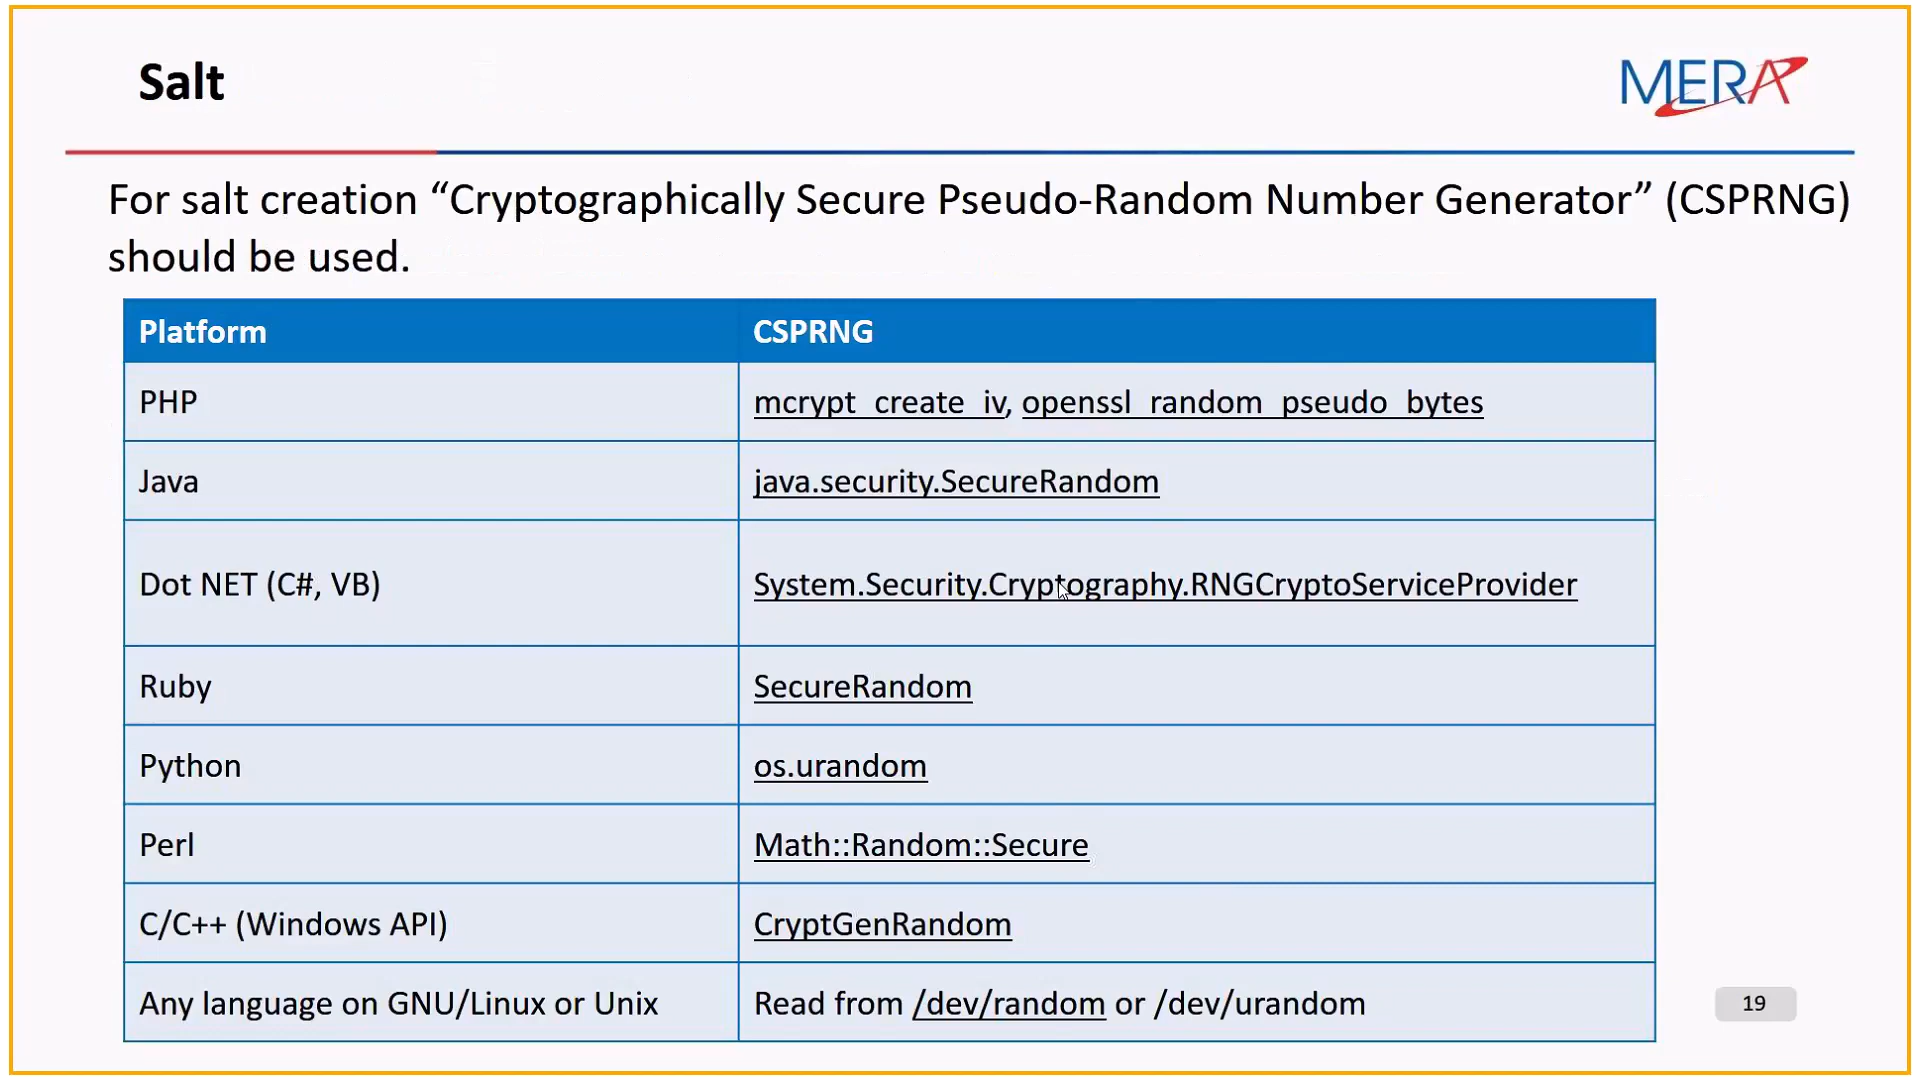 Salt
MERA
For salt creation “Cryptographically Secure Pseudo-Random Number Generator” (CSPRNG)
should be used.
Platform CSPRNG
PHP mcrypt_create_iv, openssl_random_pseudo_bytes
Java java.security.SecureRandom
Dot NET (C#, VB) System.Security.Cryptography.RNGCryptoServiceProvider
Ruby SecureRandom
Python os.urandom
Perl Math::Random::Secure
C/C++ (Windows API) CryptGenRandom
Any language on GNU/Linux or Unix Read from /dev/random or /dev/urandom
19